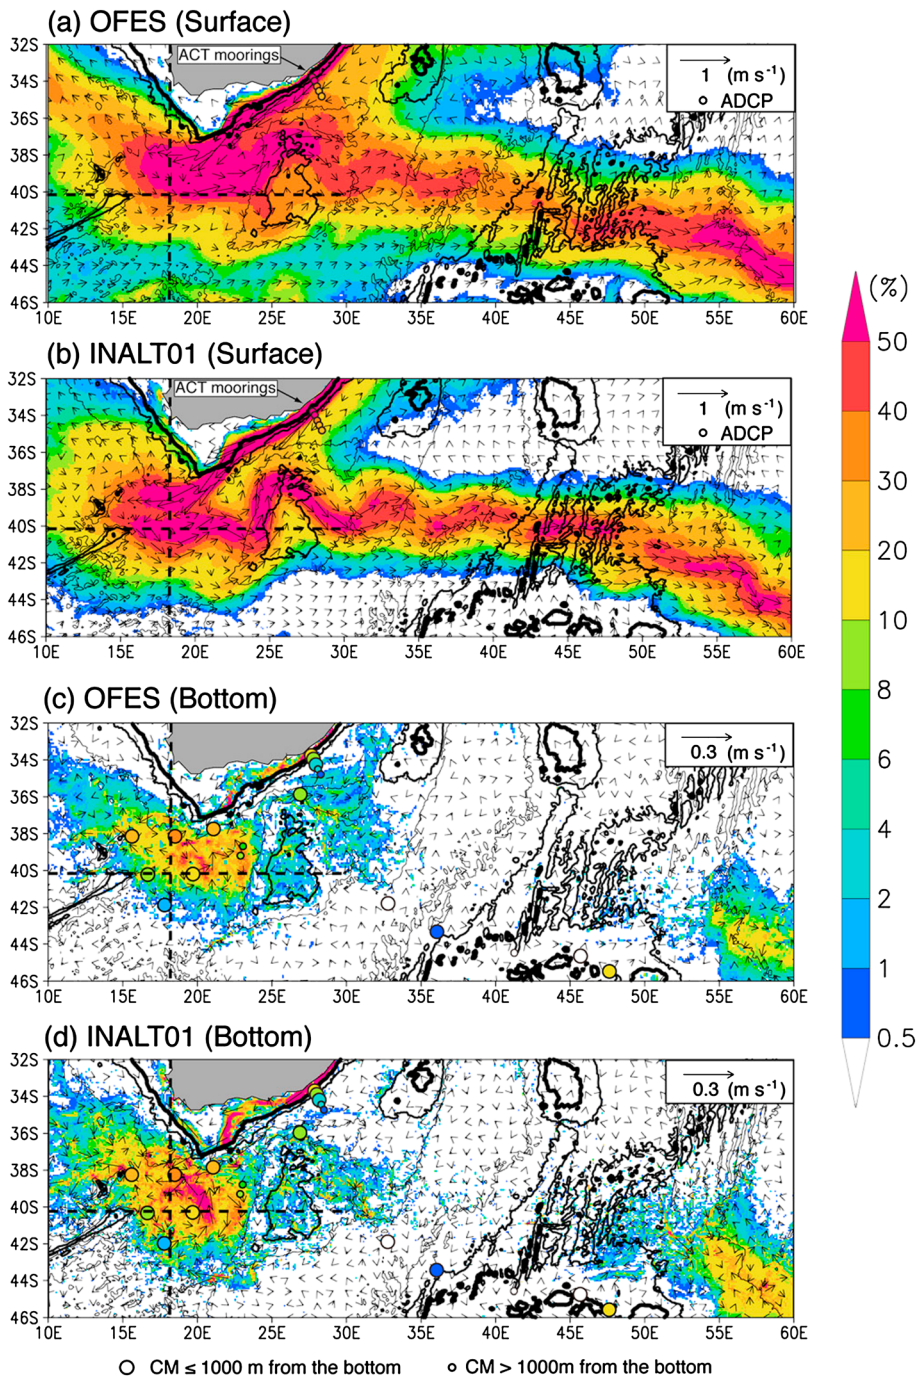 (a) OFES (Surface)
32S
34S
36S
38S
40S
42S
44S
46S
ACT moorings
1 (m s⁻¹)
ADCP
10E 15E 20E 25E 30E 35E 40E 45E 50E 55E 60E
(b) INALT01 (Surface)
32S
34S
36S
38S
40S
42S
44S
46S
ACT moorings
1 (m s⁻¹)
ADCP
10E 15E 20E 25E 30E 35E 40E 45E 50E 55E 60E
(c) OFES (Bottom)
32S
34S
36S
38S
40S
42S
44S
46S
0.3 (m s⁻¹)
10E 15E 20E 25E 30E 35E 40E 45E 50E 55E 60E
(d) INALT01 (Bottom)
32S
34S
36S
38S
40S
42S
44S
46S
0.3 (m s⁻¹)
10E 15E 20E 25E 30E 35E 40E 45E 50E 55E 60E
CM ≤ 1000 m from the bottom
CM > 1000m from the bottom
(%)
50
40
30
20
10
8
6
4
2
1
0.5